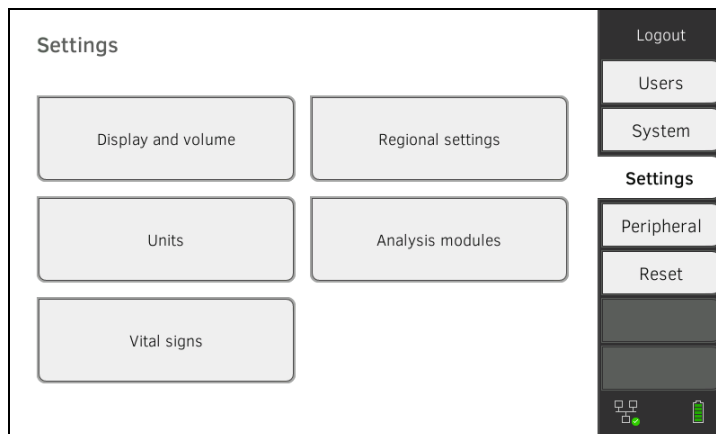 Settings
Display and volume
Regional settings
Units
Analysis modules
Vital signs
Logout
Users
System
Settings
Peripheral
Reset